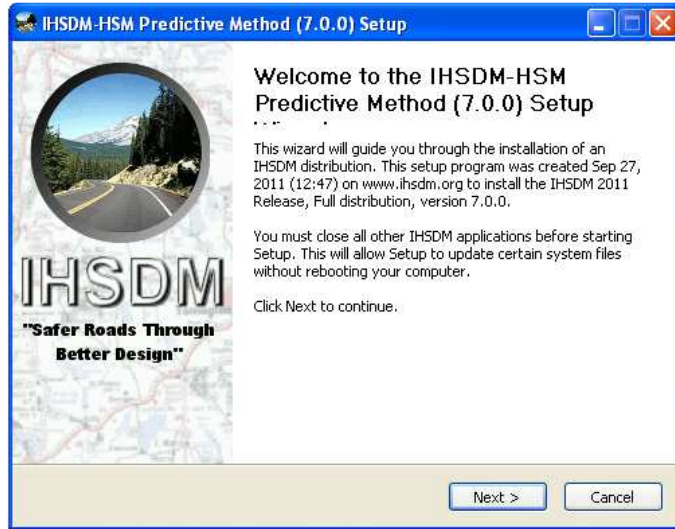 IHSDM-HSM Predictive Method (7.0.0) Setup
Welcome to the IHSDM-HSM
Predictive Method (7.0.0) Setup
This wizard will guide you through the installation of an
IHSDM distribution. This setup program was created Sep 27,
2011 (12:47) on www.ihsdm.org to install the IHSDM 2011
Release, Full distribution, version 7.0.0.
You must close all other IHSDM applications before starting
Setup. This will allow Setup to update certain system files
without rebooting your computer.
Click Next to continue.
IHSDM
"Safer Roads Through
Better Design"
Next >
Cancel